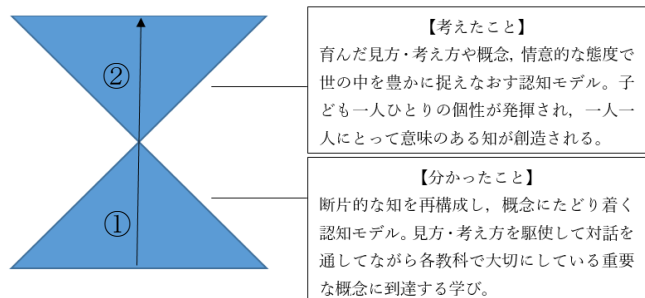 ②
【考えたこと】
育んだ見方・考え方や概念，情意的な態度で
世の中を豊かに捉えなおす認知モデル。子
ども一人ひとりの個性が発揮され，一人一
人にとって意味のある知が創造される。
①
【分かったこと】
断片的な知を再構成し，概念にたどり着く
認知モデル。見方・考え方を駆使して対話を
通してながら各教科で大切にしている重要
な概念に到達する学び。